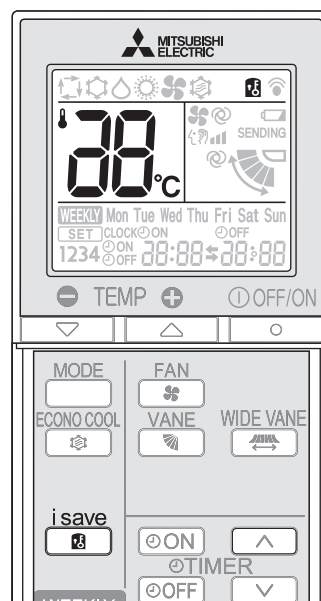 MITSUBISHI
ELECTRIC
SENDING
°C
WEEKLY Mon Tue Wed Thu Fri Sat Sun
SET CLOCK ON OFF
1234 ON OFF 88:88 88:88
TEMP OFF/ON
MODE FAN
ECONO COOL VANE WIDE VANE
i save
ON
TIMER
OFF
WEEKLY